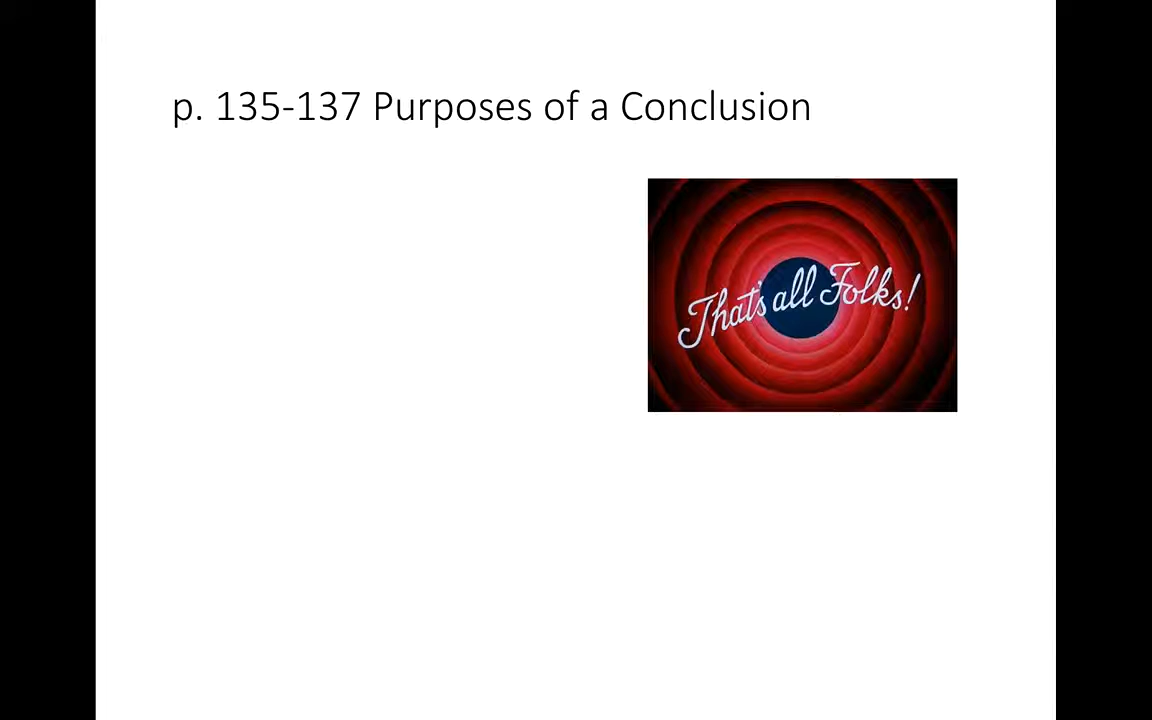 p. 135-137 Purposes of a Conclusion
That's all Folks!